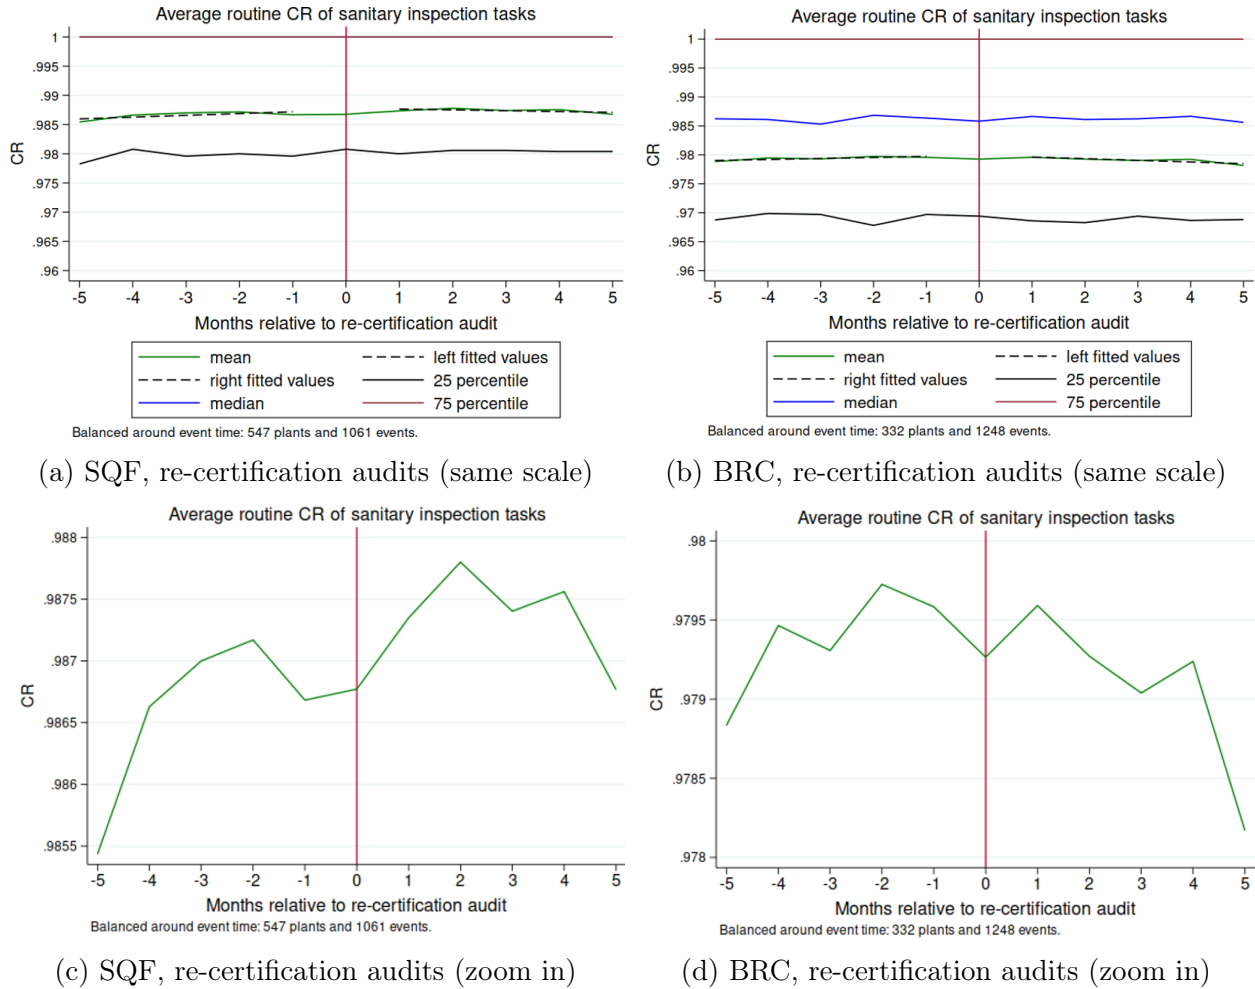 Average routine CR of sanitary inspection tasks
1
.995
.99
.985
.98
.975
.97
.965
.96
CR
-5 -4 -3 -2 -1 0 1 2 3 4 5
Months relative to re-certification audit
mean left fitted values
right fitted values 25 percentile
median 75 percentile
Balanced around event time: 547 plants and 1061 events.
(a) SQF, re-certification audits (same scale)
Average routine CR of sanitary inspection tasks
1
.995
.99
.985
.98
.975
.97
.965
.96
CR
-5 -4 -3 -2 -1 0 1 2 3 4 5
Months relative to re-certification audit
mean left fitted values
right fitted values 25 percentile
median 75 percentile
Balanced around event time: 332 plants and 1248 events.
(b) BRC, re-certification audits (same scale)
Average routine CR of sanitary inspection tasks
.988
.9875
.987
.9865
.986
.9855
CR
-5 -4 -3 -2 -1 0 1 2 3 4 5
Months relative to re-certification audit
Balanced around event time: 547 plants and 1061 events.
(c) SQF, re-certification audits (zoom in)
Average routine CR of sanitary inspection tasks
.98
.9795
.979
.9785
.978
CR
-5 -4 -3 -2 -1 0 1 2 3 4 5
Months relative to re-certification audit
Balanced around event time: 332 plants and 1248 events.
(d) BRC, re-certification audits (zoom in)